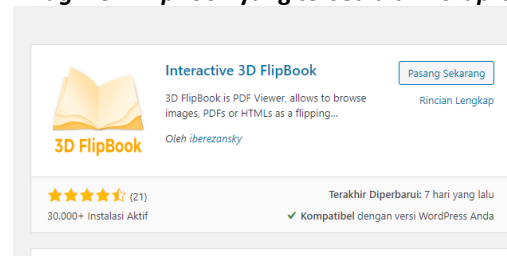 Interactive 3D FlipBook
Pasang Sekarang
3D FlipBook is PDF Viewer, allows to browse
images, PDFs or HTMLs as a flipping...
Rincian Lengkap
Oleh iberezansky
3D FlipBook
(21)
Terakhir Diperbarui: 7 hari yang lalu
30.000+ Instalasi Aktif
✓ Kompatibel dengan versi WordPress Anda